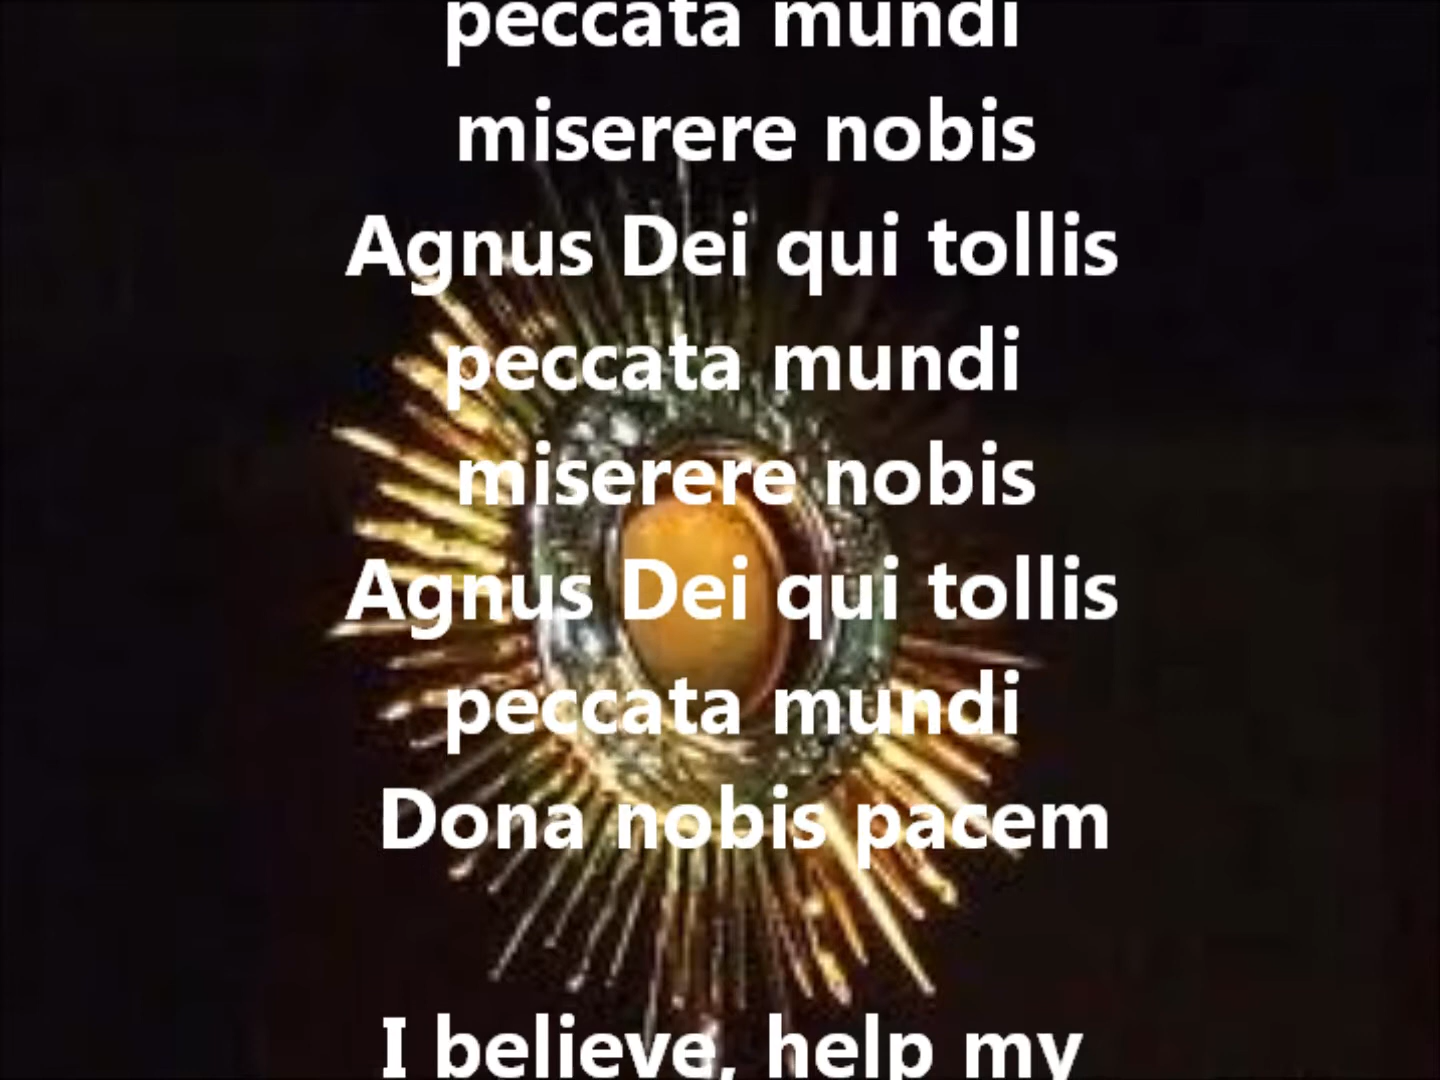 peccata mundi
miserere nobis
Agnus Dei qui tollis
peccata mundi
miserere nobis
Agnus Dei qui tollis
peccata mundi
Dona nobis pacem
I believe, help my